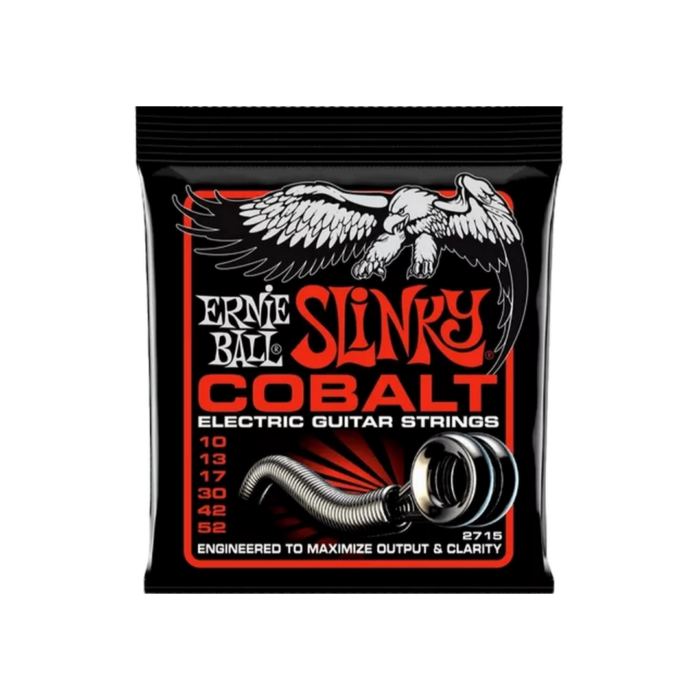 ERNIE
BALL®
SLINKY®
COBALT
ELECTRIC GUITAR STRINGS
10
13
17
30
42
52
2715
ENGINEERED TO MAXIMIZE OUTPUT & CLARITY